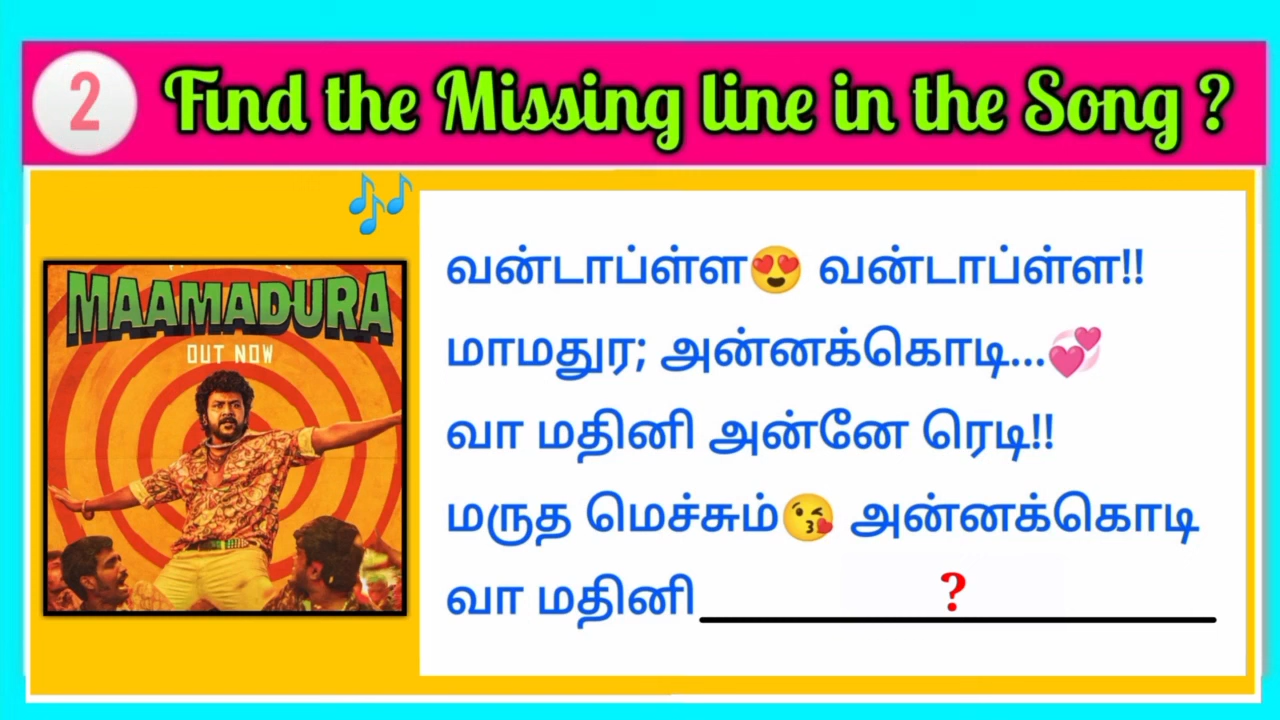 2 Find the Missing line in the Song ?
MAAMADURA
OUT NOW
வன்டாப்ள்ள😍 வன்டாப்ள்ள!!
மாமதுர; அன்னக்கொடி...💞
வா மதினி அன்னே ரெடி!!
மருத மெச்சும்😘 அன்னக்கொடி
வா மதினி ?